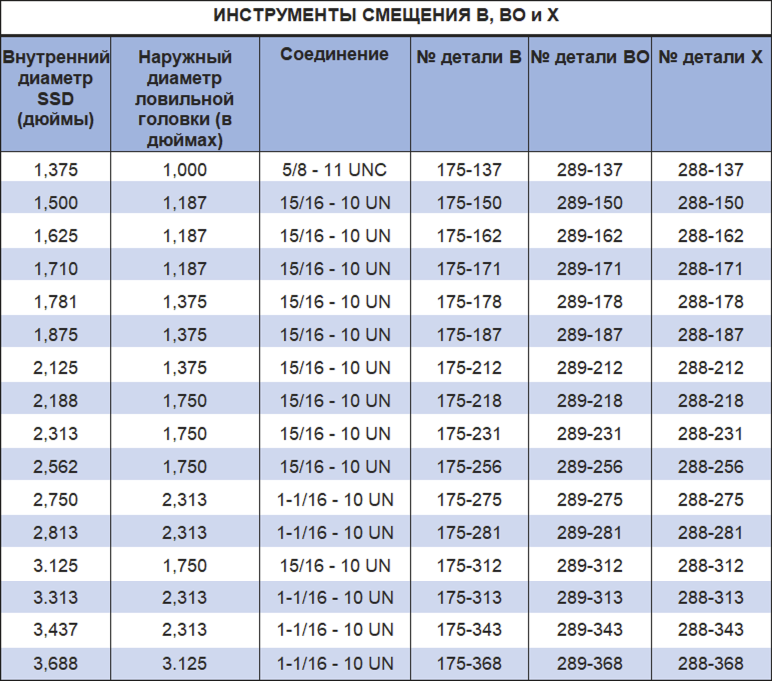 ИНСТРУМЕНТЫ СМЕЩЕНИЯ B, BO и X
Внутренний диаметр SSD (дюймы) Наружный диаметр ловильной головки (в дюймах) Соединение № детали B № детали BO № детали X
1,375 1,000 5/8 - 11 UNC 175-137 289-137 288-137
1,500 1,187 15/16 - 10 UN 175-150 289-150 288-150
1,625 1,187 15/16 - 10 UN 175-162 289-162 288-162
1,710 1,187 15/16 - 10 UN 175-171 289-171 288-171
1,781 1,375 15/16 - 10 UN 175-178 289-178 288-178
1,875 1,375 15/16 - 10 UN 175-187 289-187 288-187
2,125 1,375 15/16 - 10 UN 175-212 289-212 288-212
2,188 1,750 15/16 - 10 UN 175-218 289-218 288-218
2,313 1,750 15/16 - 10 UN 175-231 289-231 288-231
2,562 1,750 15/16 - 10 UN 175-256 289-256 288-256
2,750 2,313 1-1/16 - 10 UN 175-275 289-275 288-275
2,813 2,313 1-1/16 - 10 UN 175-281 289-281 288-281
3.125 1,750 15/16 - 10 UN 175-312 289-312 288-312
3.313 2,313 1-1/16 - 10 UN 175-313 289-313 288-313
3,437 2,313 1-1/16 - 10 UN 175-343 289-343 288-343
3,688 3.125 1-1/16 - 10 UN 175-368 289-368 288-368